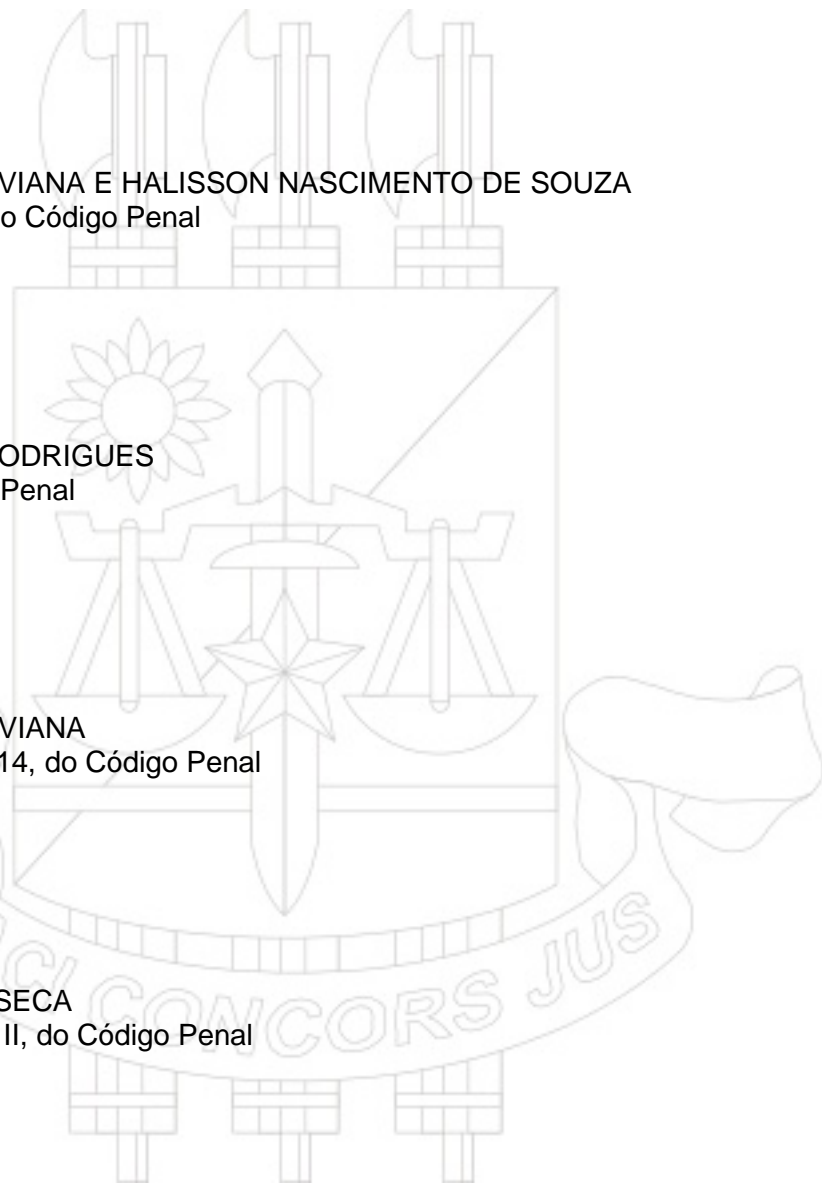 VIANA E HALISSON NASCIMENTO DE SOUZA
o Código Penal
ODRIGUES
Penal
VIANA
14, do Código Penal
SECA
II, do Código Penal
CONCORS JUS